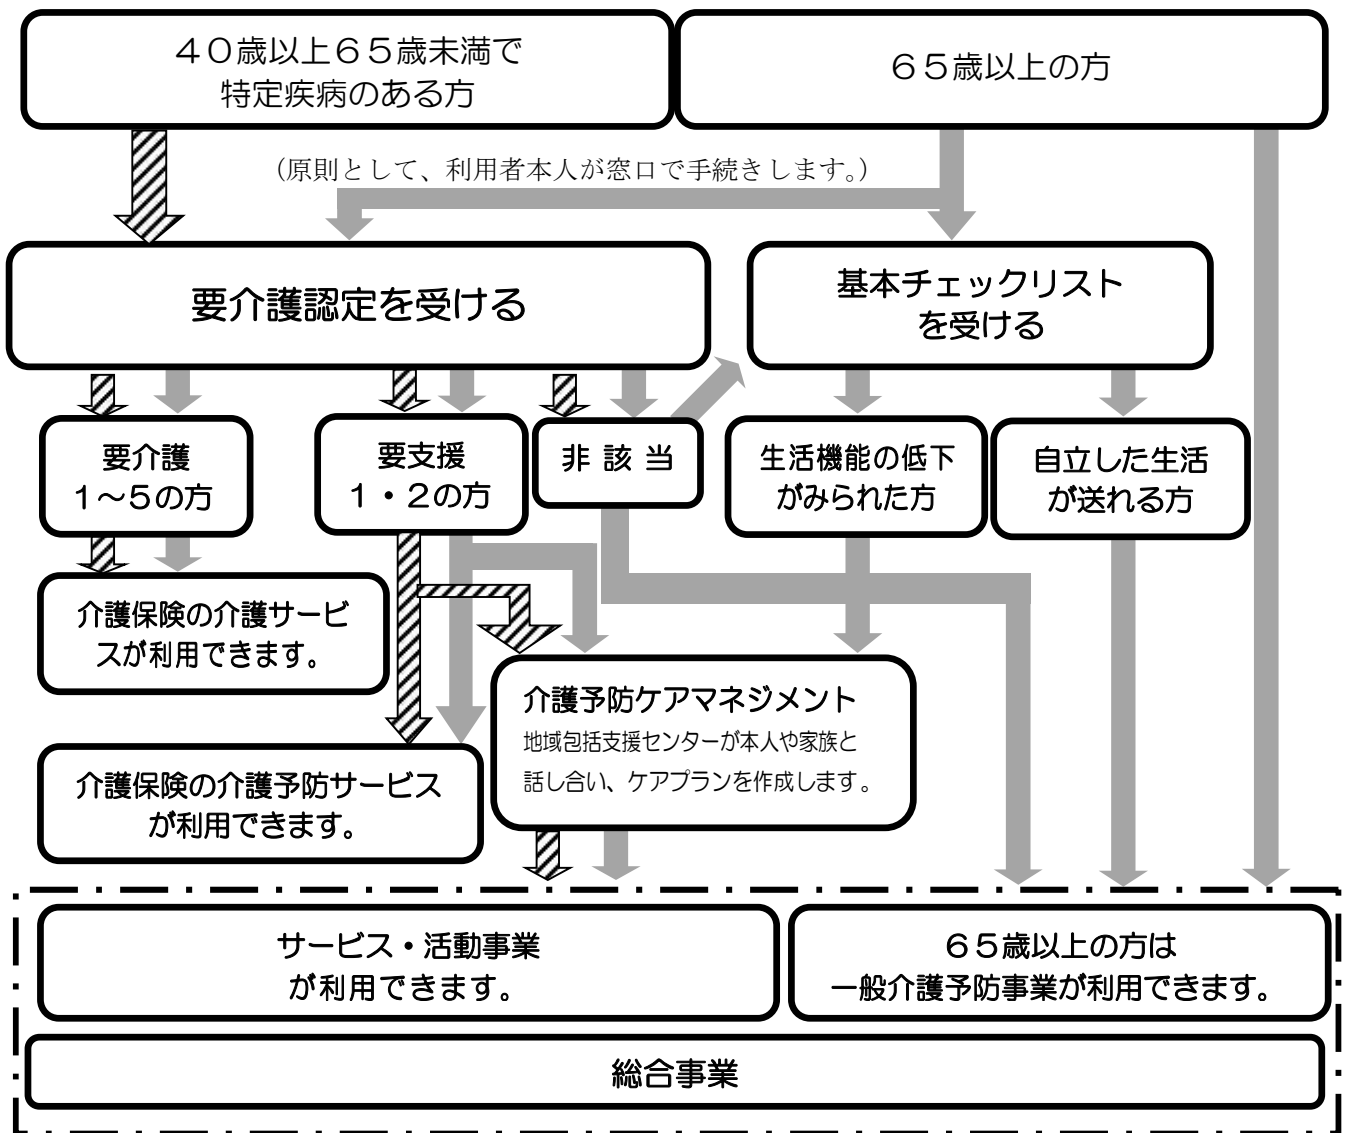 ４０歳以上６５歳未満で
特定疾病のある方
６５歳以上の方
（原則として、利用者本人が窓口で手続きします。）
要介護認定を受ける
基本チェックリスト
を受ける
要介護
１～５の方
要支援
１・２の方
非 該 当
生活機能の低下
がみられた方
自立した生活
が送れる方
介護保険の介護サービ
スが利用できます。
介護予防ケアマネジメント
地域包括支援センターが本人や家族と
話し合い、ケアプランを作成します。
介護保険の介護予防サービス
が利用できます。
サービス・活動事業
が利用できます。
６５歳以上の方は
一般介護予防事業が利用できます。
総合事業